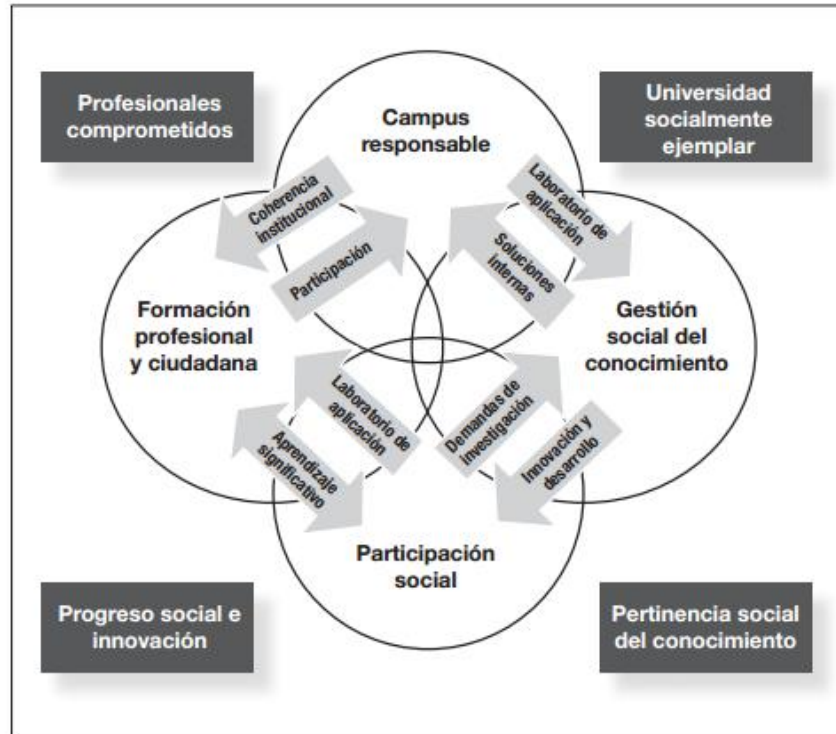 Profesionales
comprometidos
Campus
responsable
Universidad
socialmente
ejemplar
Coherencia
institucional
Participación
Laboratorio de
aplicación
Soluciones
internas
Formación
profesional
y ciudadana
Gestión
social del
conocimiento
Laboratorio de
aplicación
Aprendizaje
significativo
Demandas de
investigación
Innovación y
desarrollo
Participación
social
Progreso social e
innovación
Pertinencia social
del conocimiento